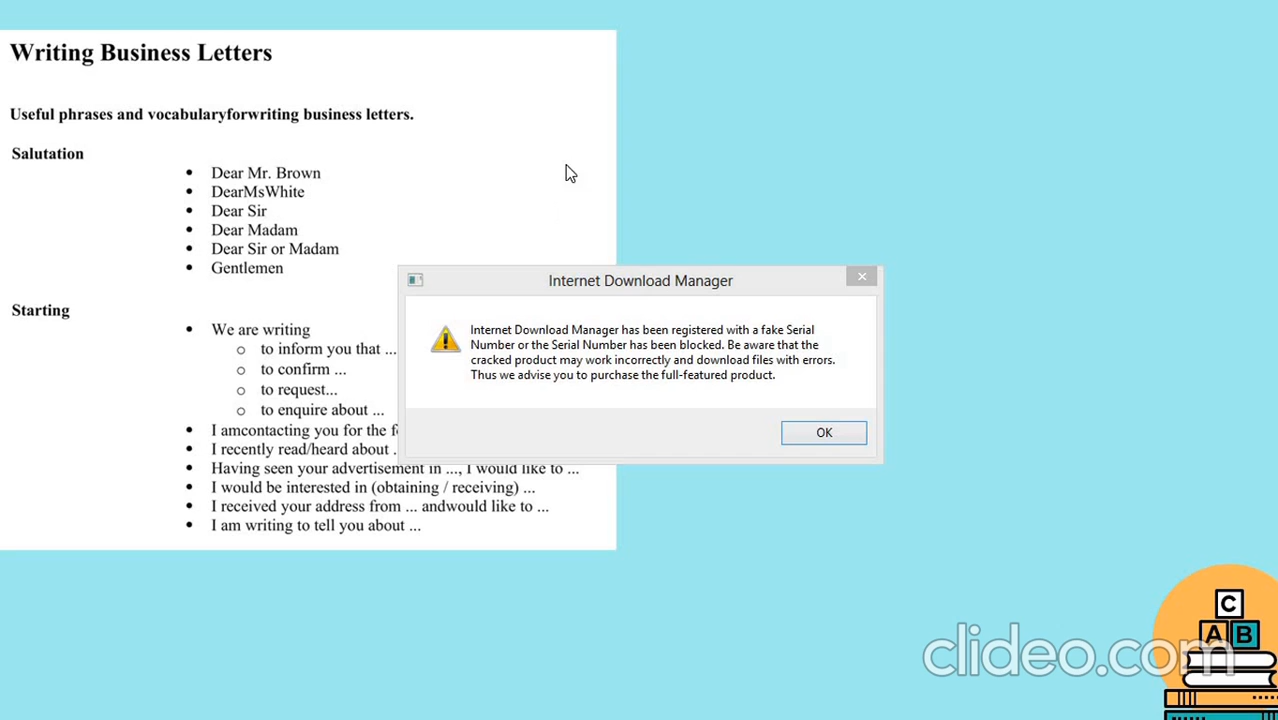 Writing Business Letters
Useful phrases and vocabularyforwriting business letters.
Salutation
• Dear Mr. Brown
• DearMsWhite
• Dear Sir
• Dear Madam
• Dear Sir or Madam
• Gentlemen
Starting
• We are writing
o to inform you that ...
o to confirm ...
o to request...
o to enquire about ...
• I amcontacting you for the
• I recently read/heard about .
• Having seen your advertisement in ..., I would like to ...
• I would be interested in (obtaining / receiving) ...
• I received your address from ... andwould like to ...
• I am writing to tell you about ...
Internet Download Manager
Internet Download Manager has been registered with a fake Serial
Number or the Serial Number has been blocked. Be aware that the
cracked product may work incorrectly and download files with errors.
Thus we advise you to purchase the full-featured product.
OK
C
A B
clideo.com